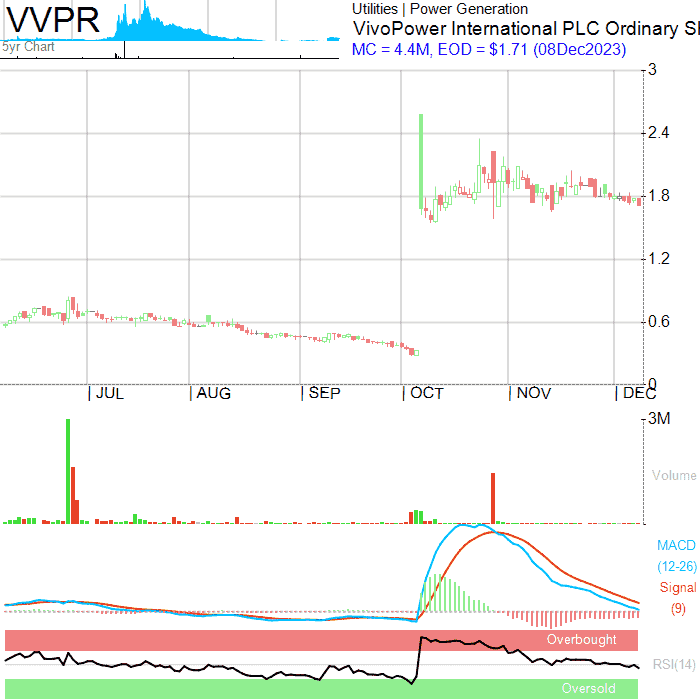 VVPR
5yr Chart
Utilities | Power Generation
VivoPower International PLC Ordinary S
MC = 4.4M, EOD = $1.71 (08Dec2023)
3
2.4
1.8
1.2
0.6
0
JUL AUG SEP OCT NOV DEC
3M
Volume
MACD
(12-26)
Signal
(9)
Overbought
RSI(14)
Oversold